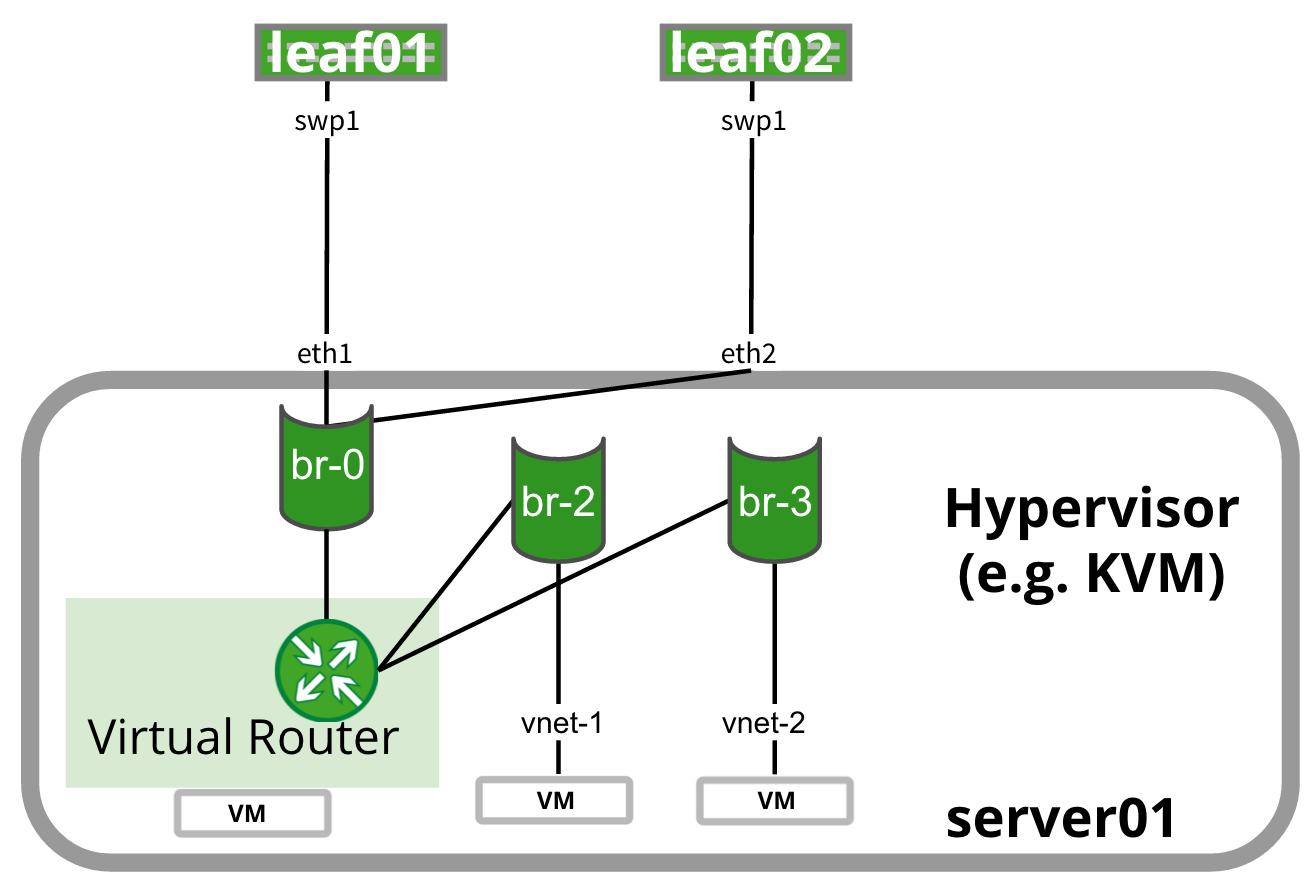 leaf01
leaf02
swp1
swp1
eth1
eth2
br-0
br-2
br-3
Hypervisor
(e.g. KVM)
Virtual Router
vnet-1
vnet-2
VM
VM
VM
server01